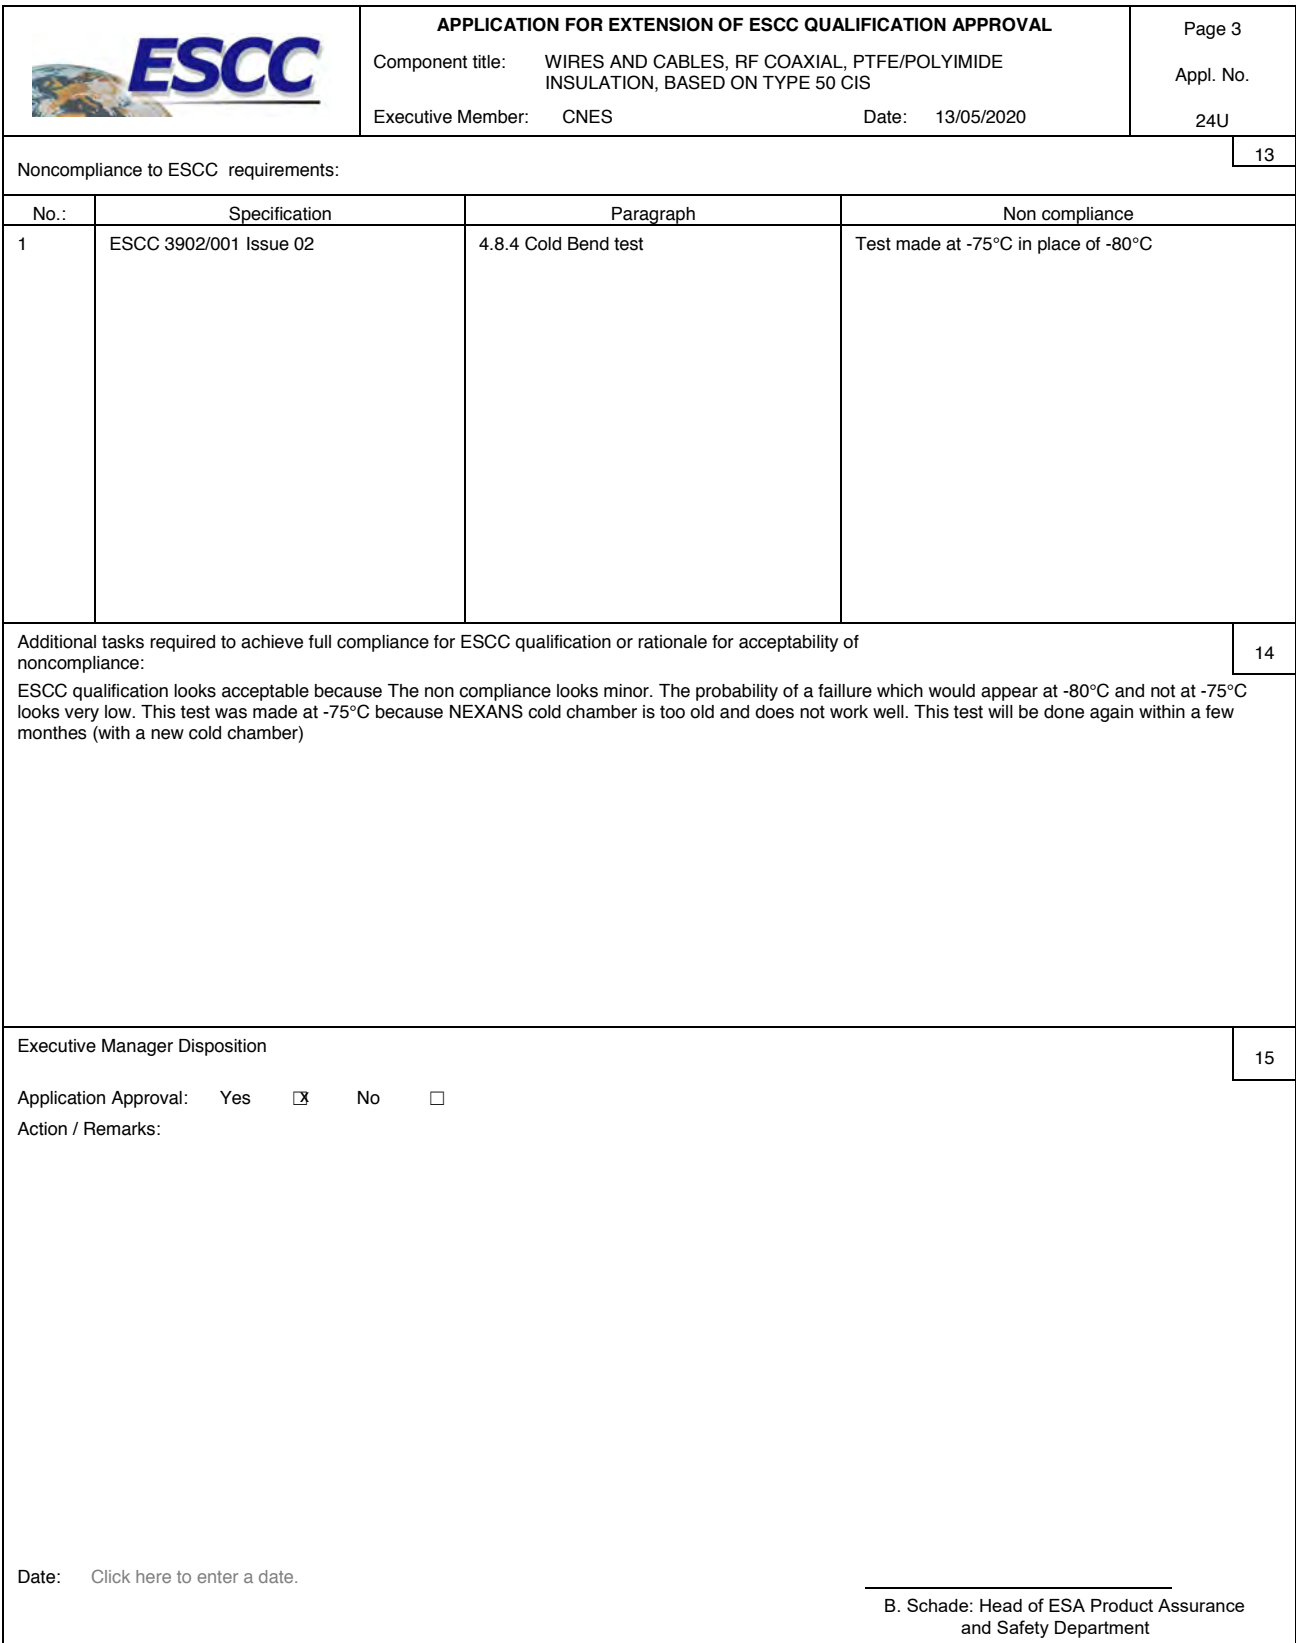 ESCC
APPLICATION FOR EXTENSION OF ESCC QUALIFICATION APPROVAL
Component title: WIRES AND CABLES, RF COAXIAL, PTFE/POLYIMIDE
INSULATION, BASED ON TYPE 50 CIS
Executive Member: CNES Date: 13/05/2020
Page 3
Appl. No.
24U
Noncompliance to ESCC requirements:
13
No.: Specification Paragraph Non compliance
1 ESCC 3902/001 Issue 02 4.8.4 Cold Bend test Test made at -75°C in place of -80°C
Additional tasks required to achieve full compliance for ESCC qualification or rationale for acceptability of
noncompliance:
14
ESCC qualification looks acceptable because The non compliance looks minor. The probability of a faillure which would appear at -80°C and not at -75°C
looks very low. This test was made at -75°C because NEXANS cold chamber is too old and does not work well. This test will be done again within a few
monthes (with a new cold chamber)
Executive Manager Disposition
15
Application Approval: Yes ☒ No ☐
Action / Remarks:
Date: Click here to enter a date.
B. Schade: Head of ESA Product Assurance
and Safety Department